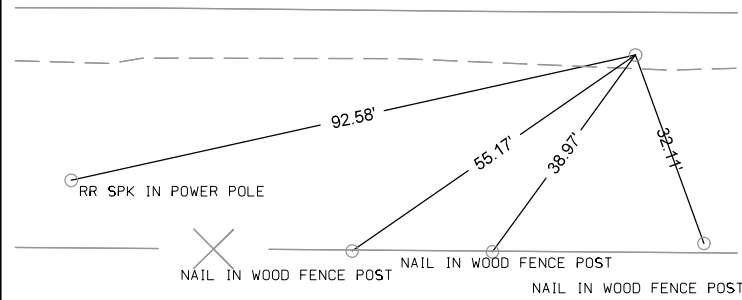 92.58'
55.17'
38.97'
32.11'
RR SPK IN POWER POLE
NAIL IN WOOD FENCE POST
NAIL IN WOOD FENCE POST
NAIL IN WOOD FENCE POST